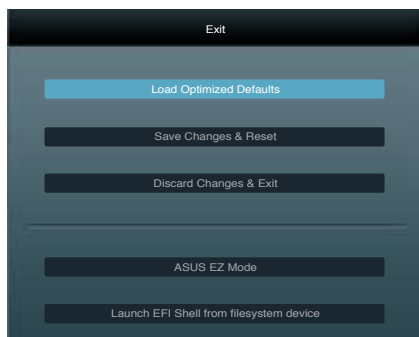 Exit
Load Optimized Defaults
Save Changes & Reset
Discard Changes & Exit
ASUS EZ Mode
Launch EFI Shell from filesystem device